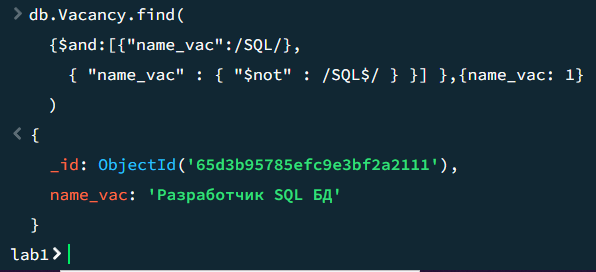 > db.Vacancy.find(
{$and:[{"name_vac":/SQL/},
{ "name_vac" : { "$not" : /SQL$/ } }] },{name_vac: 1}
)
< {
_id: ObjectId('65d3b95785efc9e3bf2a2111'),
name_vac: 'Разработчик SQL БД'
}
lab1>